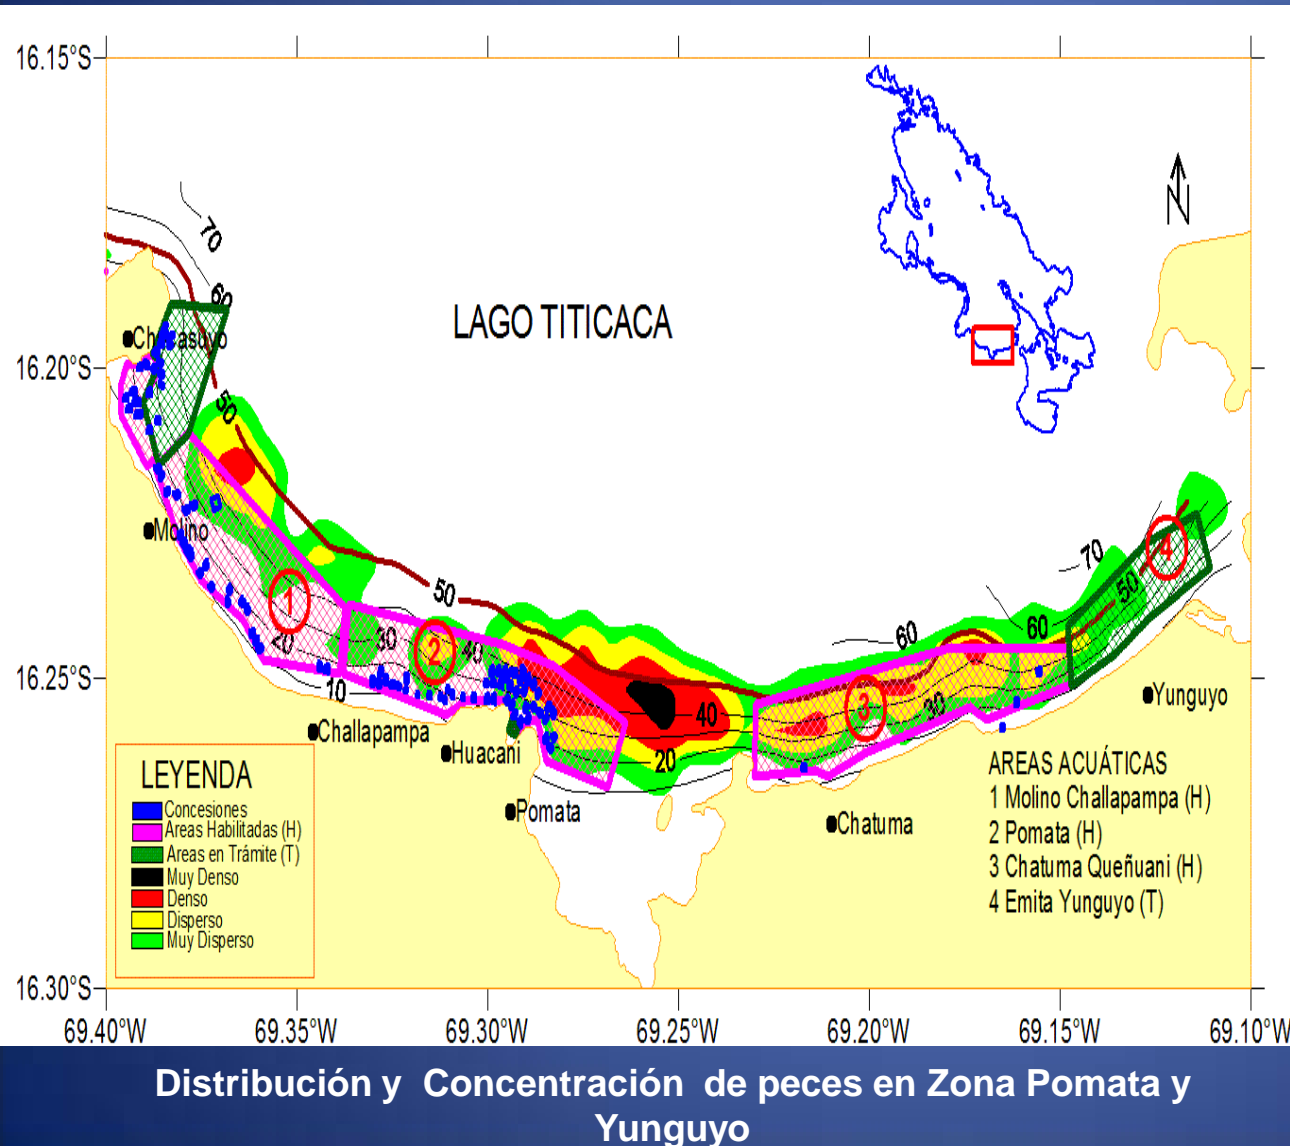 16.15°S
70
60
Chucasuyo
LAGO TITICACA
N
16.20°S
50
Molino
1
20
30
2
40
50
10
60
60
70
50
4
3
30
40
20
16.25°S
Challapampa
Huacani
Pomata
Chatuma
Yunguyo
LEYENDA
Concesiones
Areas Habilitadas (H)
Areas en Trámite (T)
Muy Denso
Denso
Disperso
Muy Disperso
AREAS ACUÁTICAS
1 Molino Challapampa (H)
2 Pomata (H)
3 Chatuma Queñuani (H)
4 Emita Yunguyo (T)
16.30°S
69.40°W 69.35°W 69.30°W 69.25°W 69.20°W 69.15°W 69.10°W
Distribución y Concentración de peces en Zona Pomata y
Yunguyo